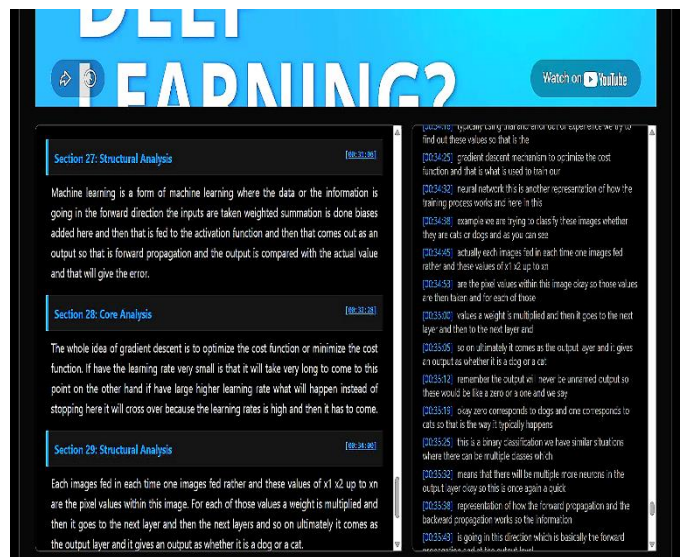 DEEP
LEARNING?
Watch on YouTube
Section 27: Structural Analysis
Machine learning is a form of machine learning where the data or the information is
going in the forward direction the inputs are taken weighted summation is done biases
added here and then that is fed to the activation function and then that comes out as an
output so that is forward propagation and the output is compared with the actual value
and that will give the error.
Section 28: Core Analysis
The whole idea of gradient descent is to optimize the cost function or minimize the cost
function. If have the learning rate very small is that it will take very long to come to this
point on the other hand if have large higher learning rate what will happen instead of
stopping here it will cross over because the learning rates is high and then it has to come.
Section 29: Structural Analysis
Each images fed in each time one images fed rather and these values of x1 x2 up to xn
are the pixel values within this image. For each of those values a weight is multiplied and
then it goes to the next layer and then the next layers and so on ultimately it comes as
the output layer and it gives an output as whether it is a dog or a cat.
find out these values so that is the
[00:34:25] gradient descent mechanism to optimize the cost
function and that is what is used to train our
[00:34:32] neural network this is another representation of how the
training process works and here in this
[00:34:38] example we are trying to classify these images whether
they are cats or dogs and as you can see
[00:34:45] actually each images fed in each time one images fed
rather and these values of x1 x2 up to xn
[00:34:53] are the pixel values within this image okay so those values
are then taken and for each of those
[00:35:00] values a weight is multiplied and then it goes to the next
layer and then to the next layer and
[00:35:05] so on ultimately it comes as the output layer and it gives
an output as whether it is a dog or a cat
[00:35:12] remember the output will never be unnamed output so
these would be like a zero or a one and we say
[00:35:19] okay zero corresponds to dogs and one corresponds to
cats so that is the way it typically happens
[00:35:25] this is a binary classification we have similar situations
where there can be multiple classes which
[00:35:32] means that there will be multiple more neurons in the
output layer okay so this is once again a quick
[00:35:38] representation of how the forward propagation and the
backward propagation works so the information
[00:35:43] is going in this direction which is basically the forward